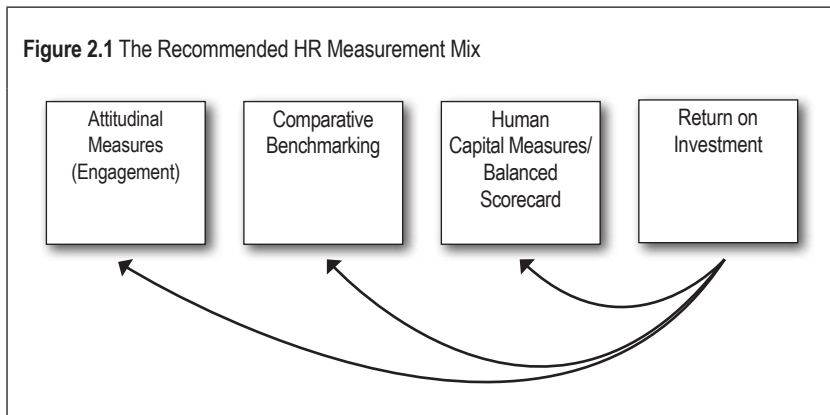 Figure 2.1 The Recommended HR Measurement Mix
Attitudinal
Measures
(Engagement)
Comparative
Benchmarking
Human
Capital Measures/
Balanced
Scorecard
Return on
Investment